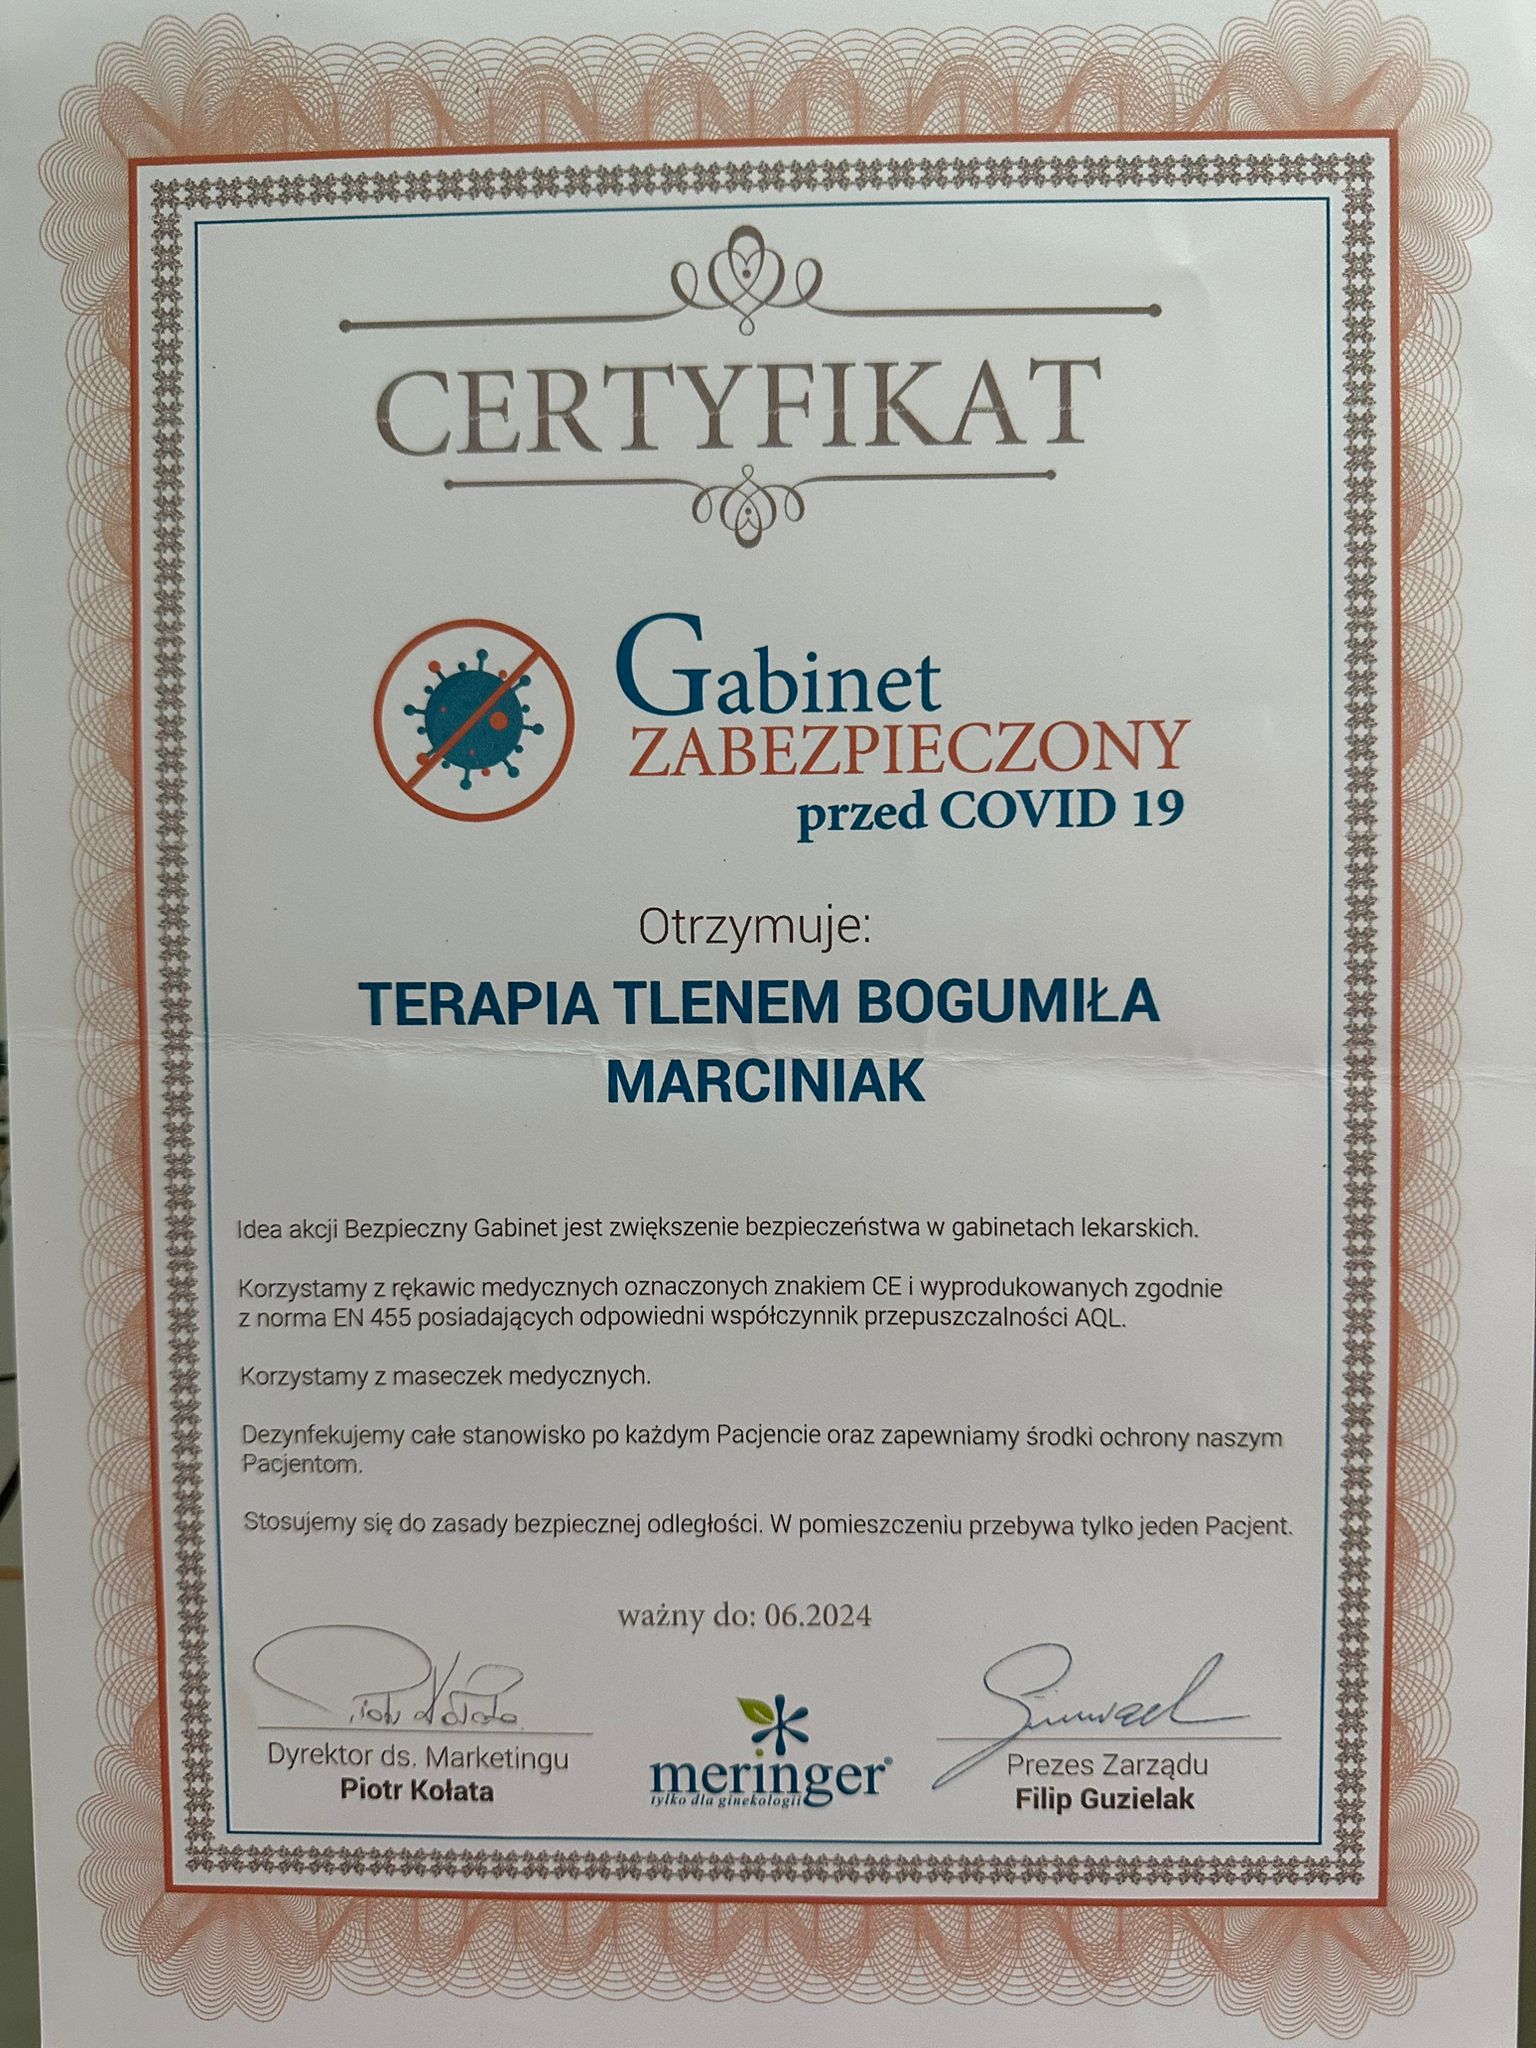 CERTYFIKAT
Gabinet
ZABEZPIECZONY
przed COVID 19
Otrzymuje:
TERAPIA TLENEM BOGUMIŁA
MARCINIAK
Idea akcji Bezpieczny Gabinet jest zwiększenie bezpieczeństwa w gabinetach lekarskich.
Korzystamy z rękawic medycznych oznaczonych znakiem CE i wyprodukowanych zgodnie
z norma EN 455 posiadających odpowiedni współczynnik przepuszczalności AQL.
Korzystamy z maseczek medycznych.
Dezynfekujemy całe stanowisko po każdym Pacjencie oraz zapewniamy środki ochrony naszym
Pacjentom.
Stosujemy się do zasady bezpiecznej odległości. W pomieszczeniu przebywa tylko jeden Pacjent.
ważny do: 06.2024
Piotr Kołata
Dyrektor ds. Marketingu
Piotr Kołata
meringer®
tylko dla ginekologii
Prezes Zarządu
Filip Guzielak